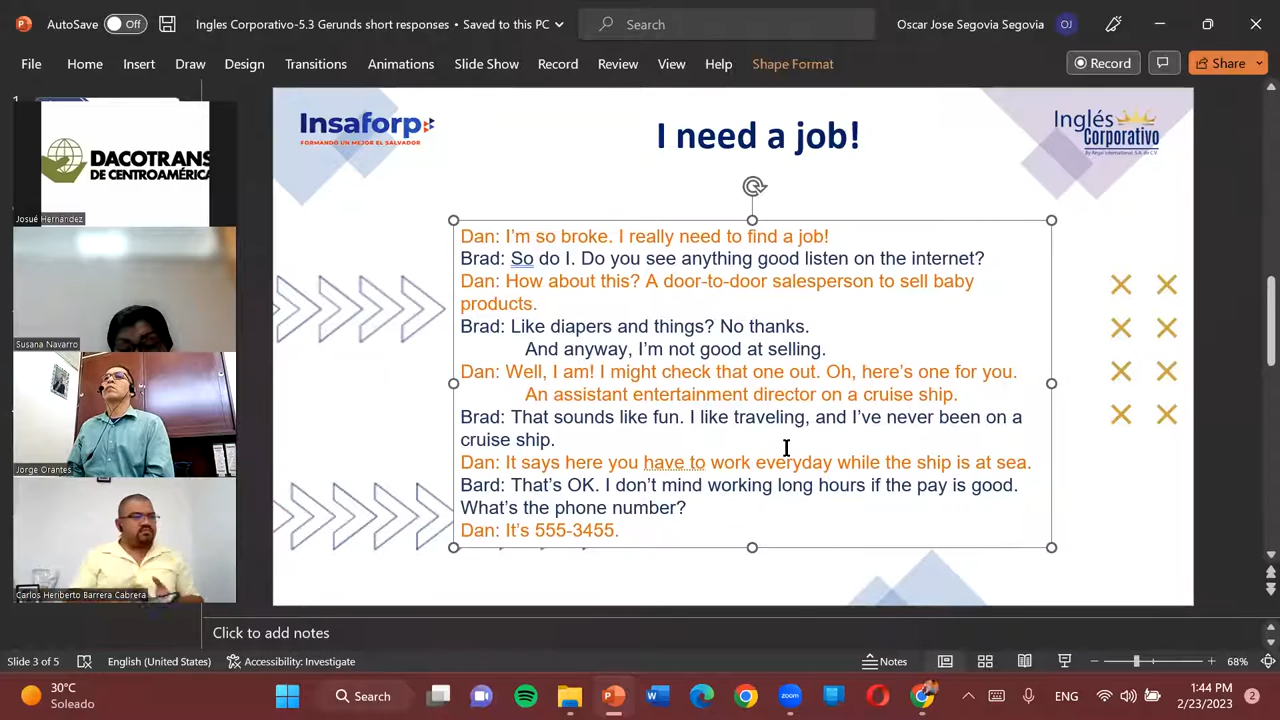 AutoSave Off Ingles Corporativo-5.3 Gerunds short responses • Saved to this PC Search Oscar Jose Segovia Segovia OJ
File Home Insert Draw Design Transitions Animations Slide Show Record Review View Help Shape Format Record Share
1
DACOTRANS
DE CENTROAMÉRICA
Josué Hernandez
Susana Navarro
Jorge Orantes
Carlos Heriberto Barrera Cabrera
Insaforp
FORMANDO UN MEJOR EL SALVADOR
I need a job!
Inglés
Corporativo
By Regal International, S.A. de C.V.
Dan: I'm so broke. I really need to find a job!
Brad: So do I. Do you see anything good listen on the internet?
Dan: How about this? A door-to-door salesperson to sell baby
products.
Brad: Like diapers and things? No thanks.
And anyway, I'm not good at selling.
Dan: Well, I am! I might check that one out. Oh, here's one for you.
An assistant entertainment director on a cruise ship.
Brad: That sounds like fun. I like traveling, and I've never been on a
cruise ship.
Dan: It says here you have to work everyday while the ship is at sea.
Bard: That's OK. I don't mind working long hours if the pay is good.
What's the phone number?
Dan: It's 555-3455.
Click to add notes
Slide 3 of 5 English (United States) Accessibility: Investigate Notes 68%
30°C
Soleado
Search
zoom
ENG
1:44 PM
2/23/2023
2